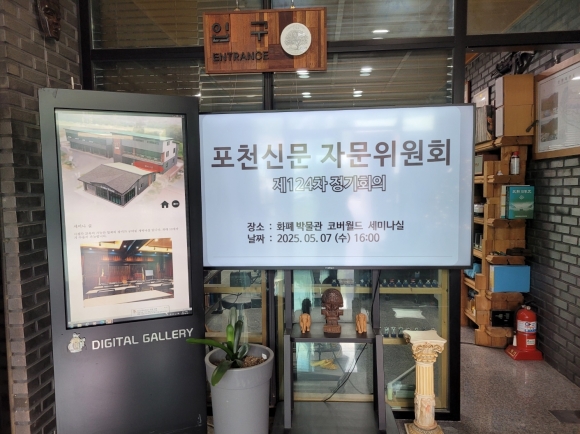 입구
ENTRANCE
포천신문 자문위원회
제124차 정기회의
장소 : 화폐 박물관 코버월드 세미나실
날짜 : 2025. 05. 07 (수) 16:00
DIGITAL GALLERY